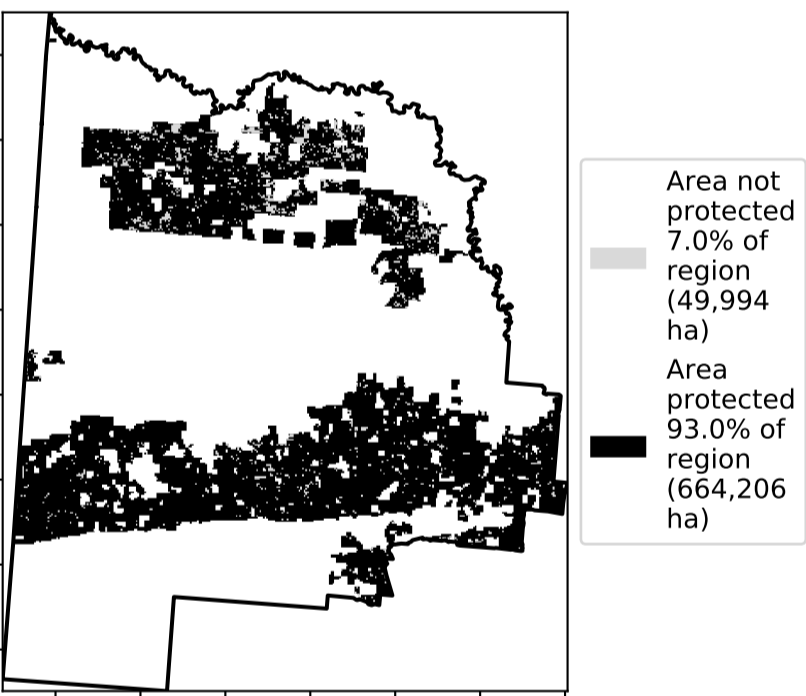 Area not
protected
7.0% of
region
(49,994
ha)
Area
protected
93.0% of
region
(664,206
ha)